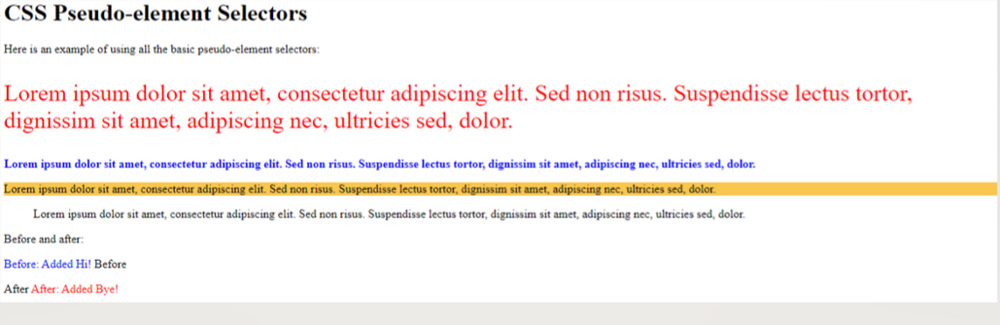 CSS Pseudo-element Selectors
Here is an example of using all the basic pseudo-element selectors:
Lorem ipsum dolor sit amet, consectetur adipiscing elit. Sed non risus. Suspendisse lectus tortor,
dignissim sit amet, adipiscing nec, ultricies sed, dolor.
Lorem ipsum dolor sit amet, consectetur adipiscing elit. Sed non risus. Suspendisse lectus tortor, dignissim sit amet, adipiscing nec, ultricies sed, dolor.
Lorem ipsum dolor sit amet, consectetur adipiscing elit. Sed non risus. Suspendisse lectus tortor, dignissim sit amet, adipiscing nec, ultricies sed, dolor.
Lorem ipsum dolor sit amet, consectetur adipiscing elit. Sed non risus. Suspendisse lectus tortor, dignissim sit amet, adipiscing nec, ultricies sed, dolor.
Before and after:
Before: Added Hi! Before
After After: Added Bye!